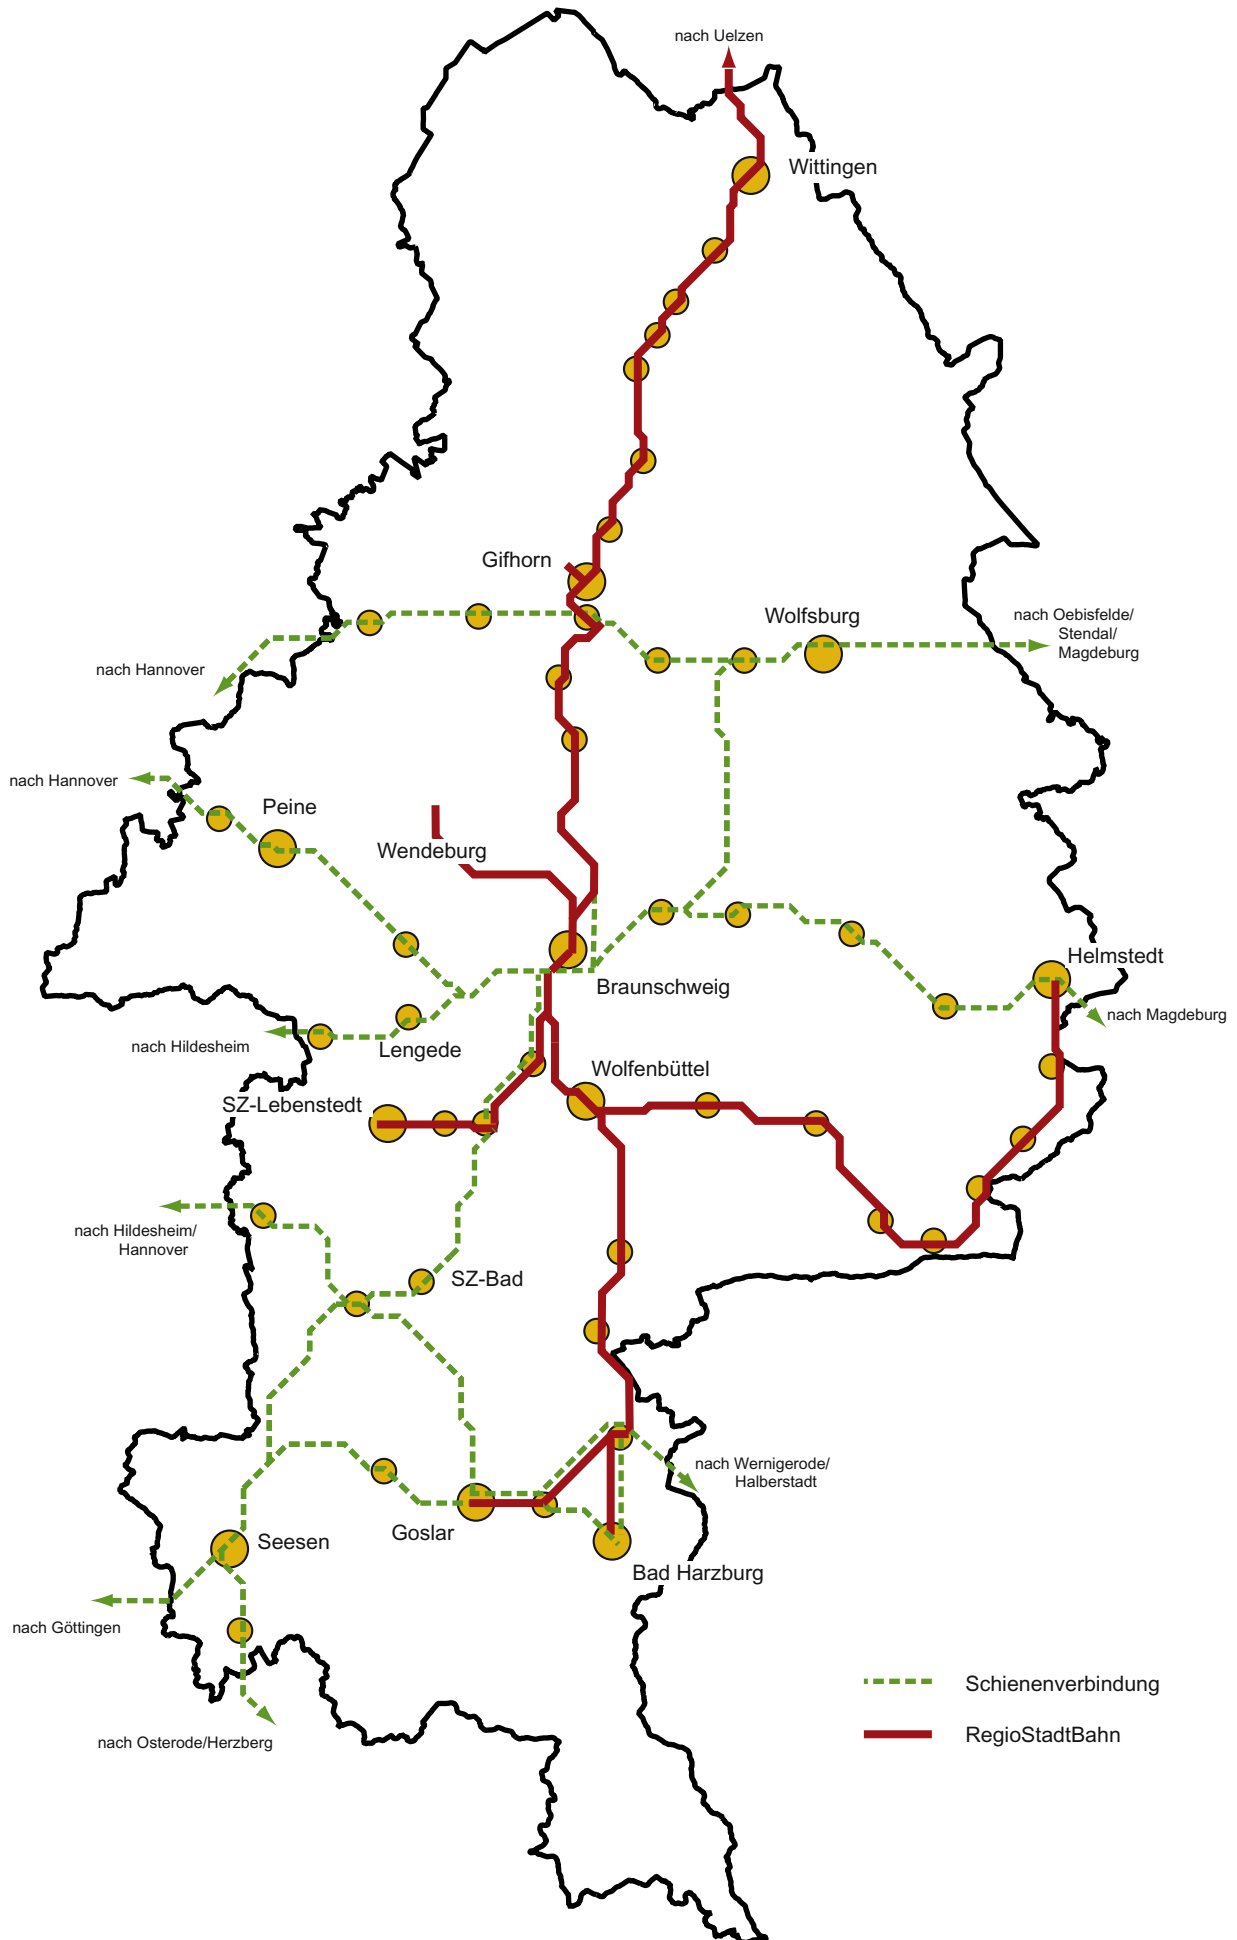 nach Uelzen
Wittingen
Gifhorn
Wolfsburg
nach Oebisfelde/
Stendal/
Magdeburg
nach Hannover
nach Hannover
Peine
Wendeburg
Helmstedt
Braunschweig
nach Magdeburg
nach Hildesheim
Lengede
Wolfenbüttel
SZ-Lebenstedt
nach Hildesheim/
Hannover
SZ-Bad
nach Wernigerode/
Halberstadt
Goslar
Seesen
Bad Harzburg
nach Göttingen
Schienenverbindung
RegioStadtBahn
nach Osterode/Herzberg